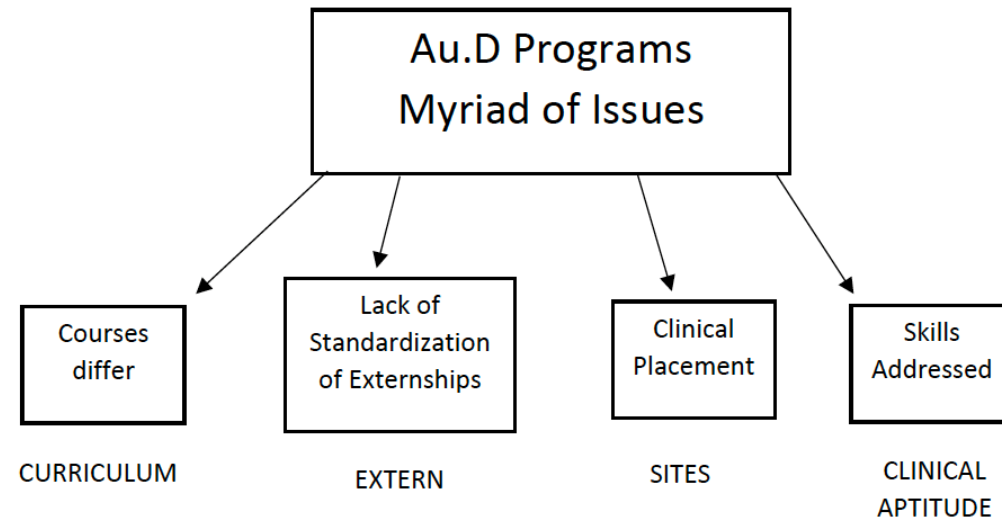 Au.D Programs
Myriad of Issues
Courses
differ
Lack of
Standardization
of Externships
Clinical
Placement
Skills
Addressed
CURRICULUM
EXTERN
SITES
CLINICAL
APTITUDE